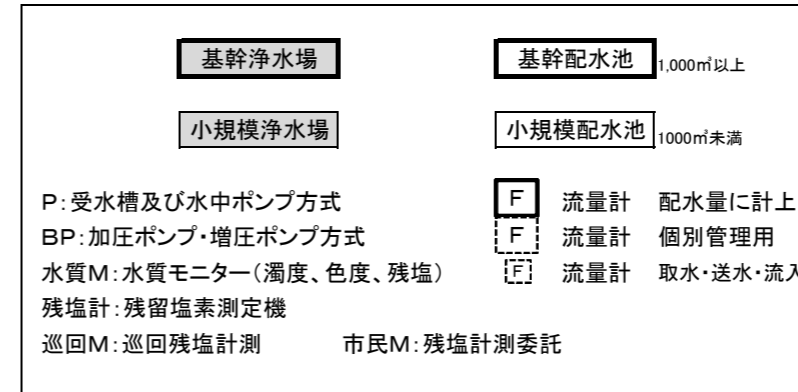 基幹浄水場 基幹配水池 1,000㎥以上
小規模浄水場 小規模配水池 1000㎥未満
P:受水槽及び水中ポンプ方式 F 流量計 配水量に計上
BP:加圧ポンプ・増圧ポンプ方式 F 流量計 個別管理用
水質M:水質モニター(濁度、色度、残塩) F 流量計 取水・送水・流入
残塩計:残留塩素測定機
巡回M:巡回残塩計測 市民M:残塩計測委託